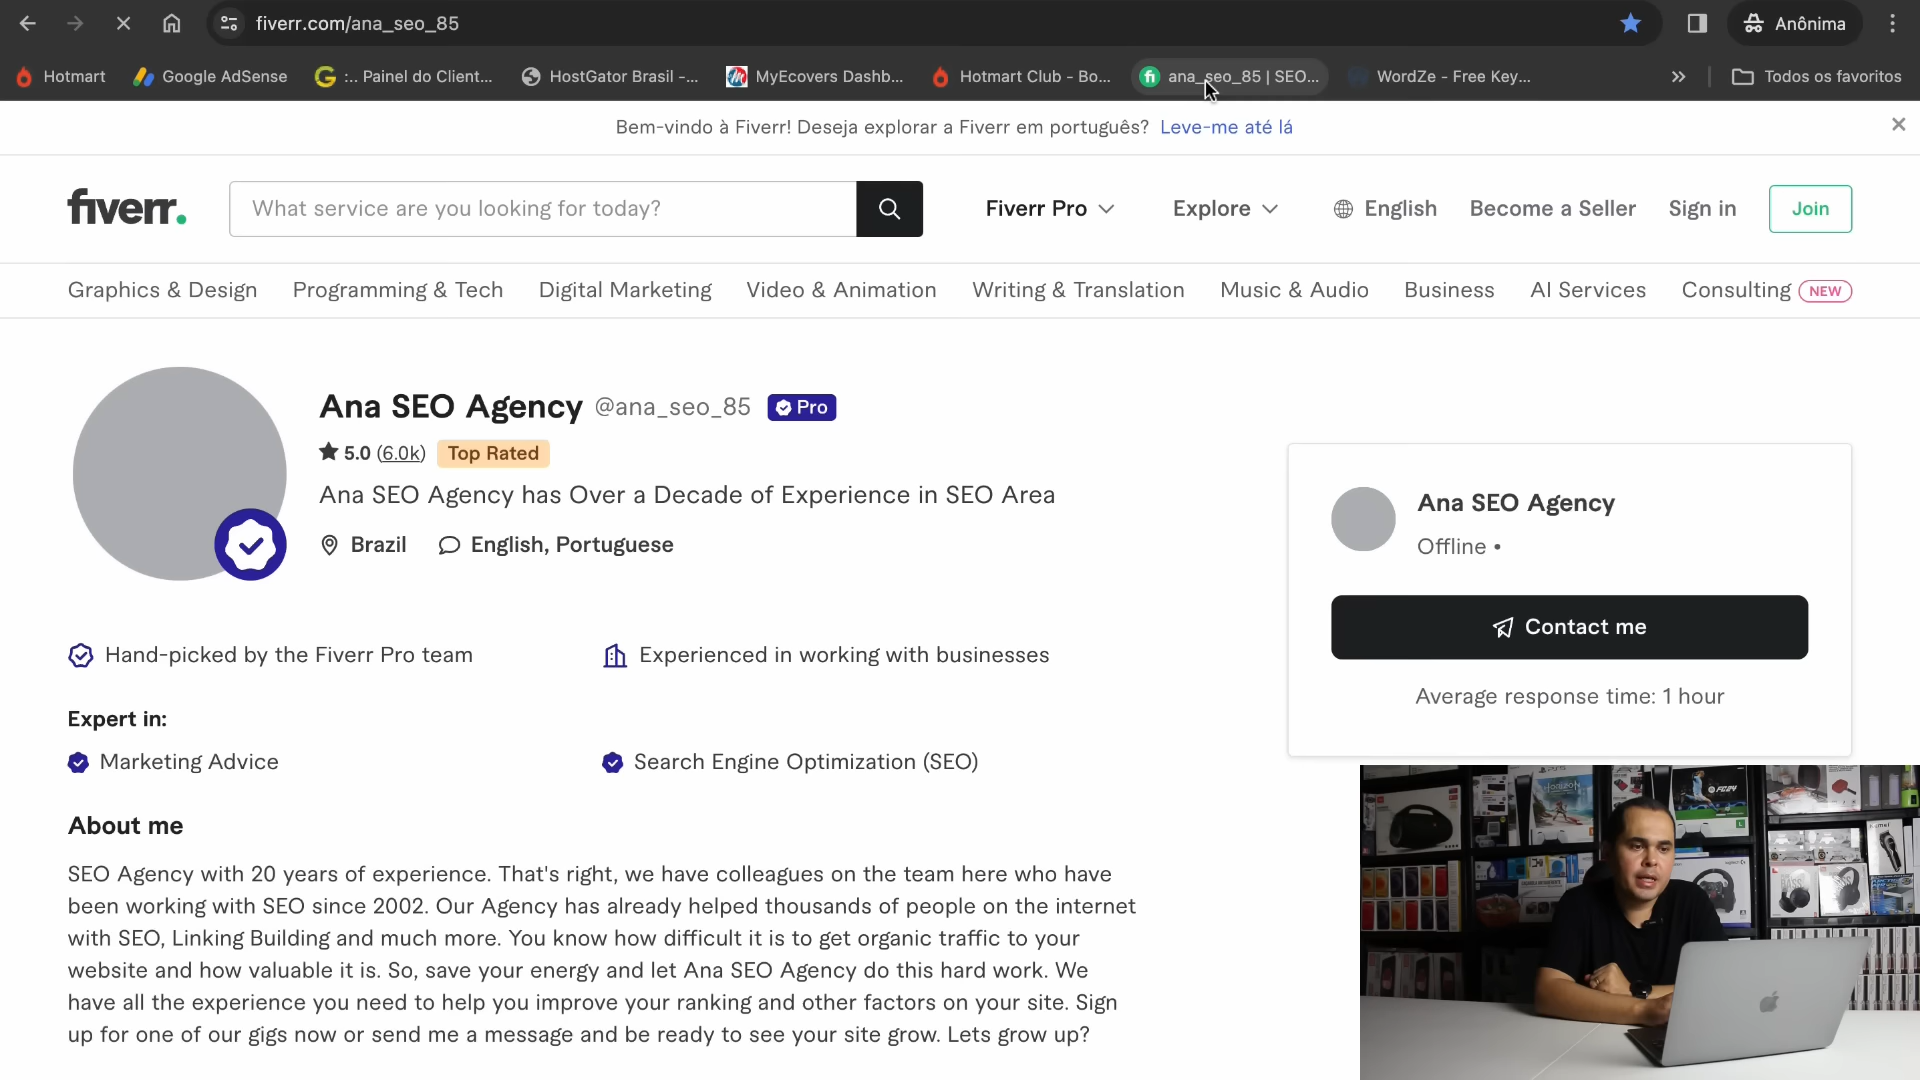 fiverr.com/ana_seo_85
Anônima
Hotmart
Google AdSense
:.. Painel do Client...
HostGator Brasil -...
MyEcovers Dashb...
Hotmart Club - Bo...
ana_seo_85 | SEO...
WordZe - Free Key...
Todos os favoritos
Bem-vindo à Fiverr! Deseja explorar a Fiverr em português? Leve-me até lá
fiverr.
What service are you looking for today?
Fiverr Pro
Explore
English
Become a Seller
Sign in
Join
Graphics & Design
Programming & Tech
Digital Marketing
Video & Animation
Writing & Translation
Music & Audio
Business
AI Services
Consulting NEW
Ana SEO Agency @ana_seo_85 Pro
5.0 (6.0k) Top Rated
Ana SEO Agency has Over a Decade of Experience in SEO Area
Brazil English, Portuguese
Ana SEO Agency
Offline •
Contact me
Average response time: 1 hour
Hand-picked by the Fiverr Pro team
Experienced in working with businesses
Expert in:
Marketing Advice
Search Engine Optimization (SEO)
About me
SEO Agency with 20 years of experience. That's right, we have colleagues on the team here who have
been working with SEO since 2002. Our Agency has already helped thousands of people on the internet
with SEO, Linking Building and much more. You know how difficult it is to get organic traffic to your
website and how valuable it is. So, save your energy and let Ana SEO Agency do this hard work. We
have all the experience you need to help you improve your ranking and other factors on your site. Sign
up for one of our gigs now or send me a message and be ready to see your site grow. Lets grow up?
HORIZON
FC24